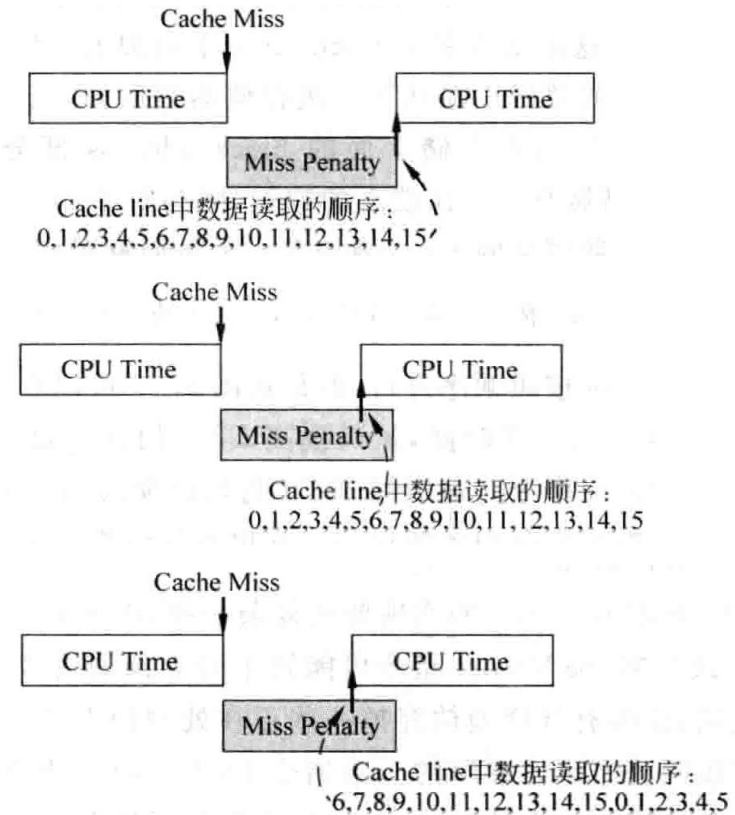 Cache Miss
CPU Time CPU Time
Miss Penalty
Cache line中数据读取的顺序：
0,1,2,3,4,5,6,7,8,9,10,11,12,13,14,15
Cache Miss
CPU Time CPU Time
Miss Penalty
Cache line中数据读取的顺序：
0,1,2,3,4,5,6,7,8,9,10,11,12,13,14,15
Cache Miss
CPU Time CPU Time
Miss Penalty
Cache line中数据读取的顺序：
6,7,8,9,10,11,12,13,14,15,0,1,2,3,4,5